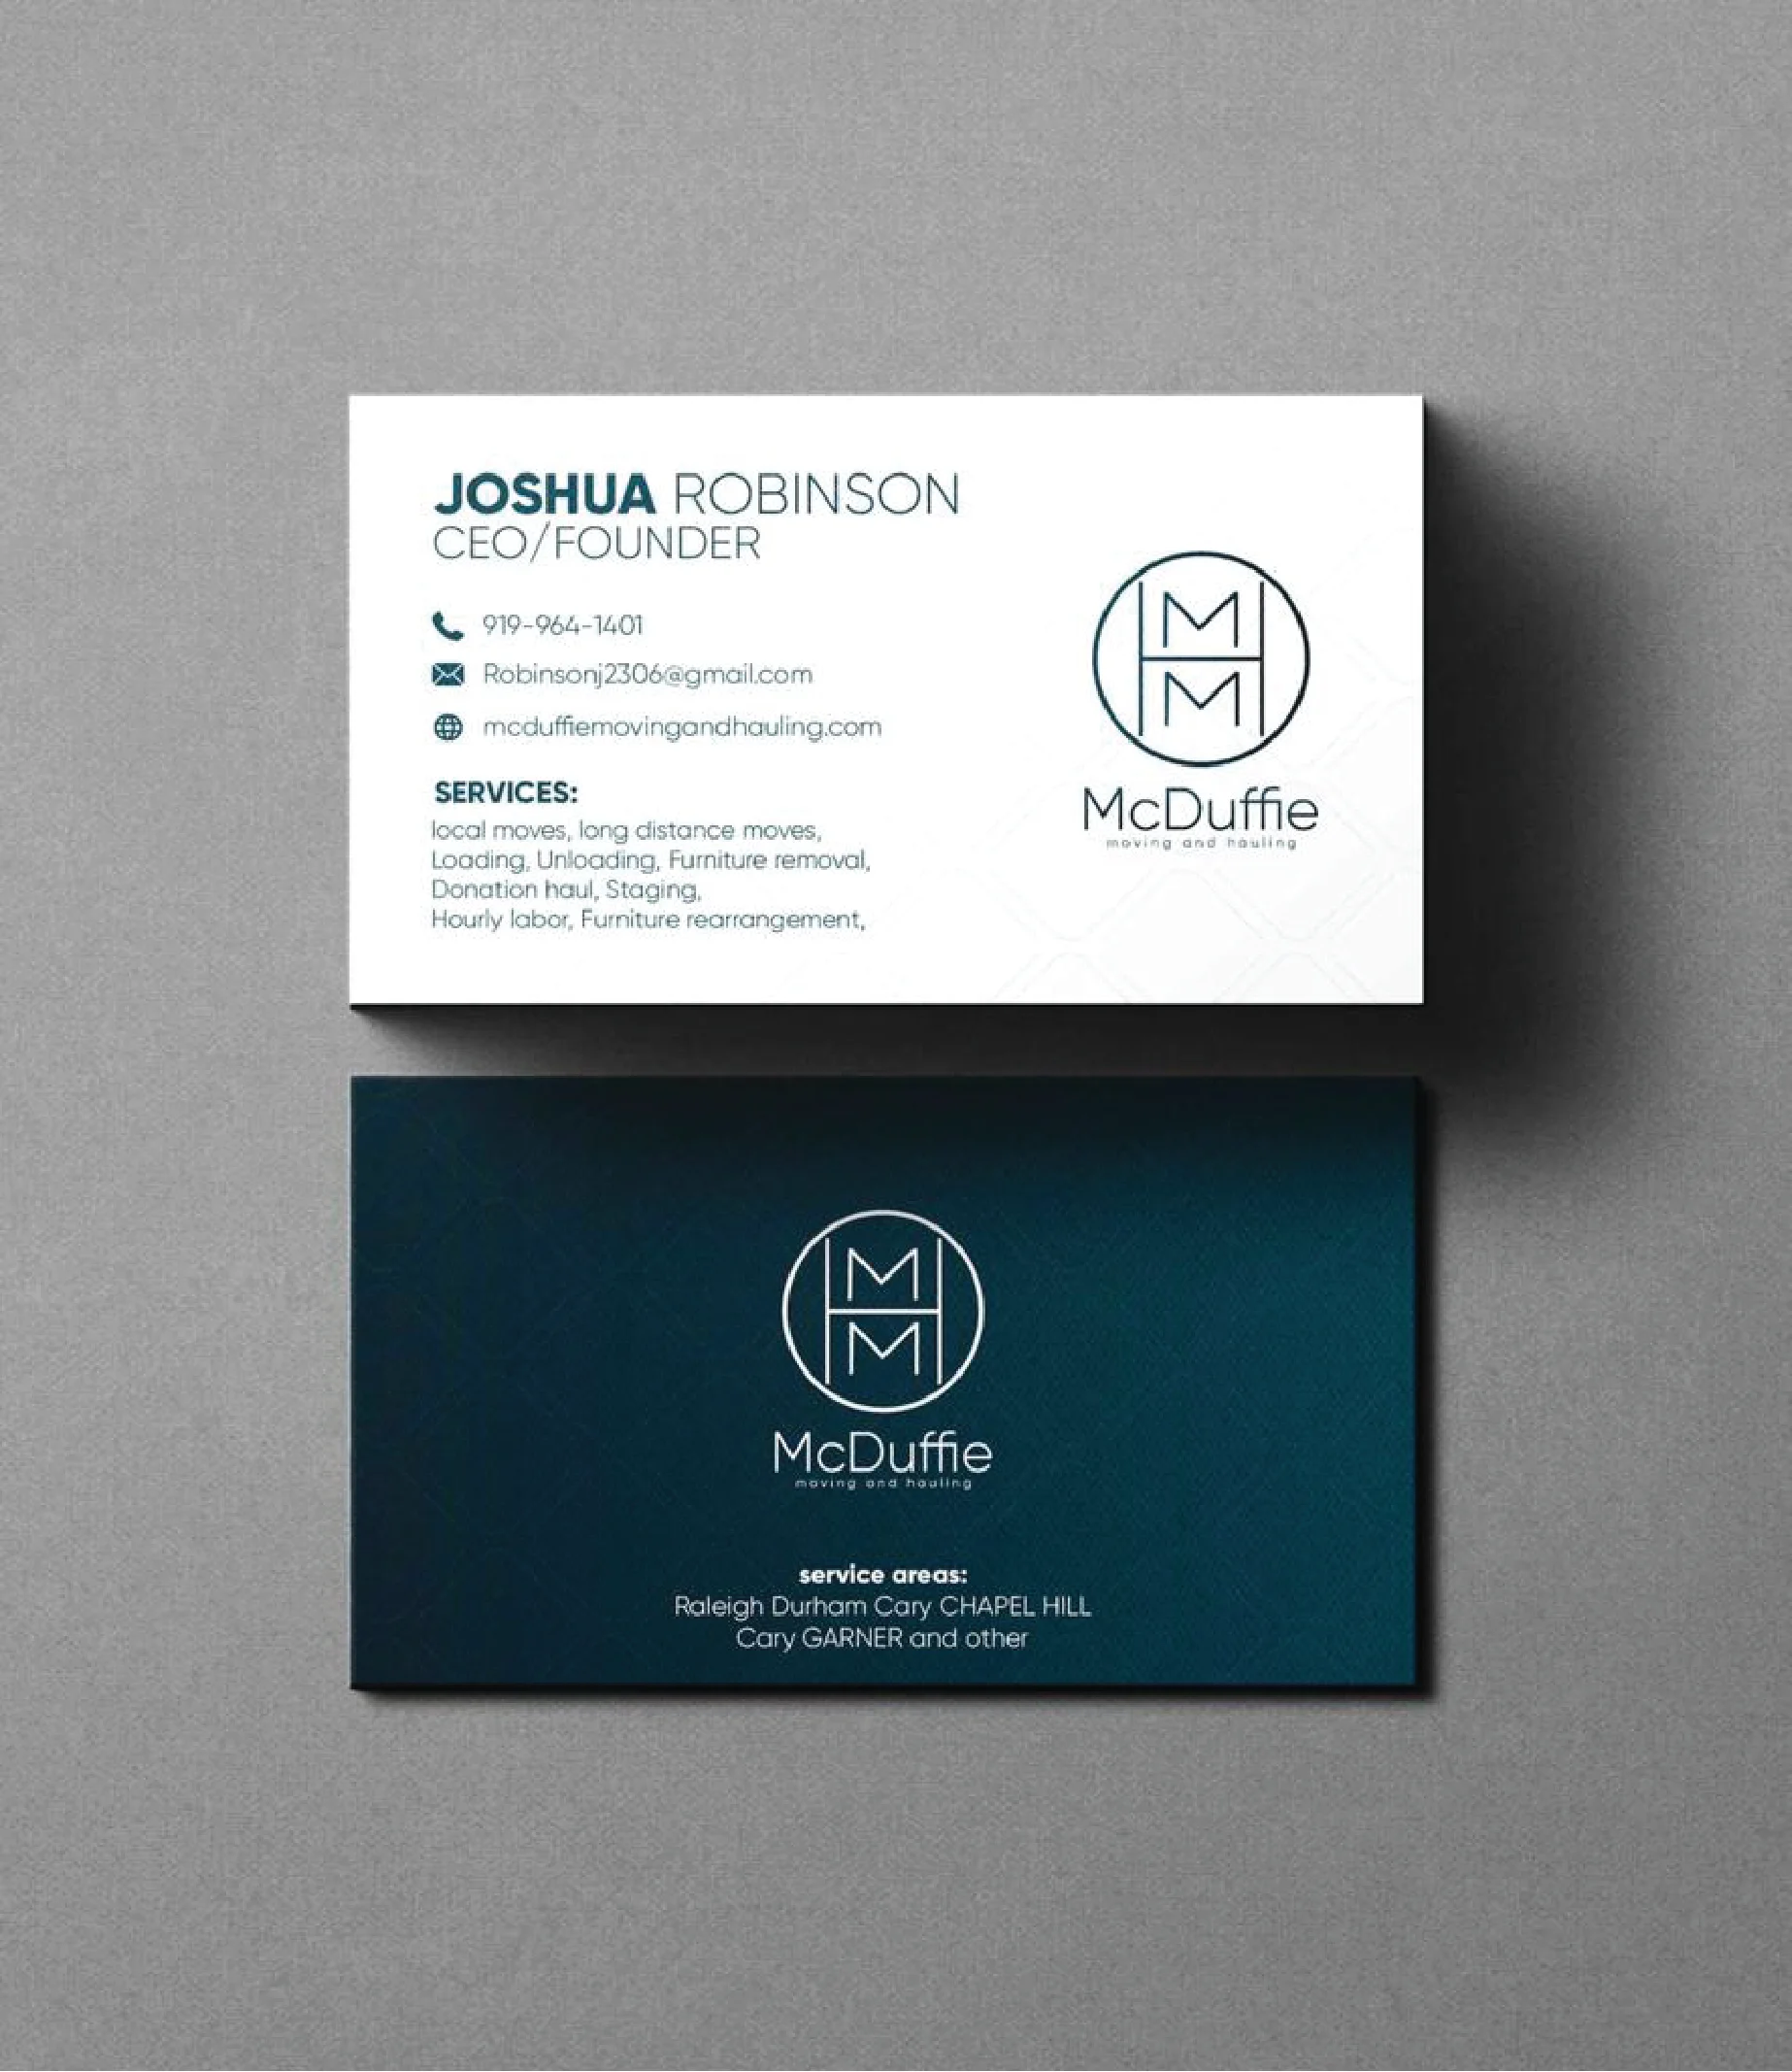 JOSHUA ROBINSON
CEO/FOUNDER
919-964-1401
Robinsonj2306@gmail.com
mcduffiemovingandhauling.com
SERVICES:
local moves, long distance moves,
Loading, Unloading, Furniture removal,
Donation haul, Staging,
Hourly labor, Furniture rearrangement,
M
H
M
McDuffie
moving and hauling
M
H
M
McDuffie
moving and hauling
service areas:
Raleigh Durham Cary CHAPEL HILL
Cary GARNER and other